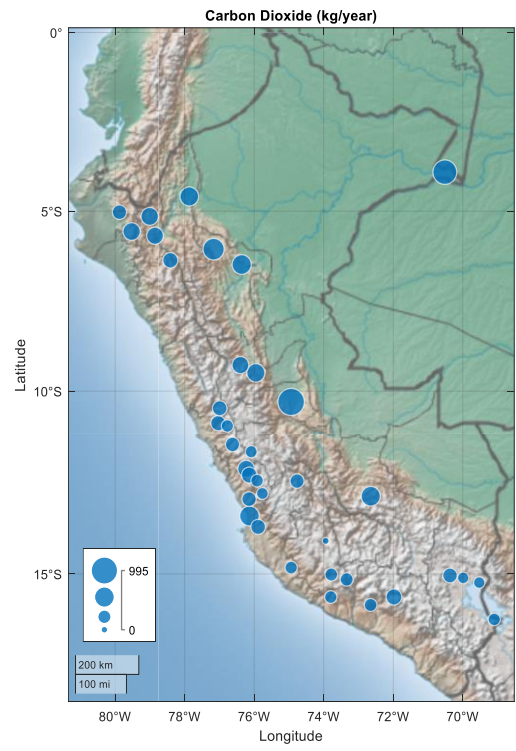 Carbon Dioxide (kg/year)
0°
5°S
10°S
15°S
Latitude
995
0
200 km
100 mi
80°W 78°W 76°W 74°W 72°W 70°W
Longitude